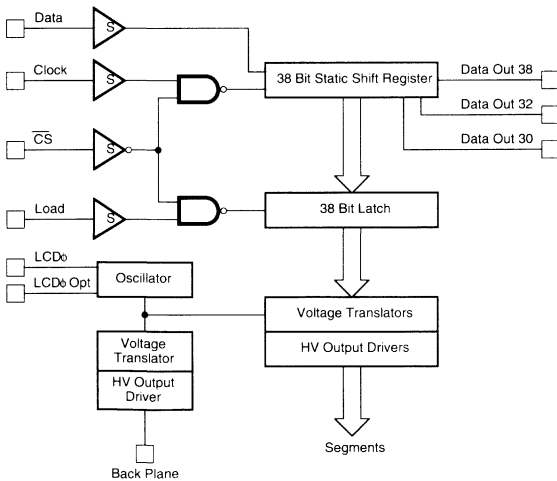 Data
S
Clock
S
38 Bit Static Shift Register
Data Out 38
Data Out 32
Data Out 30
CS
S
Load
S
38 Bit Latch
LCDϕ
LCDϕ Opt
Oscillator
Voltage Translators
HV Output Drivers
Voltage
Translator
HV Output
Driver
Segments
Back Plane